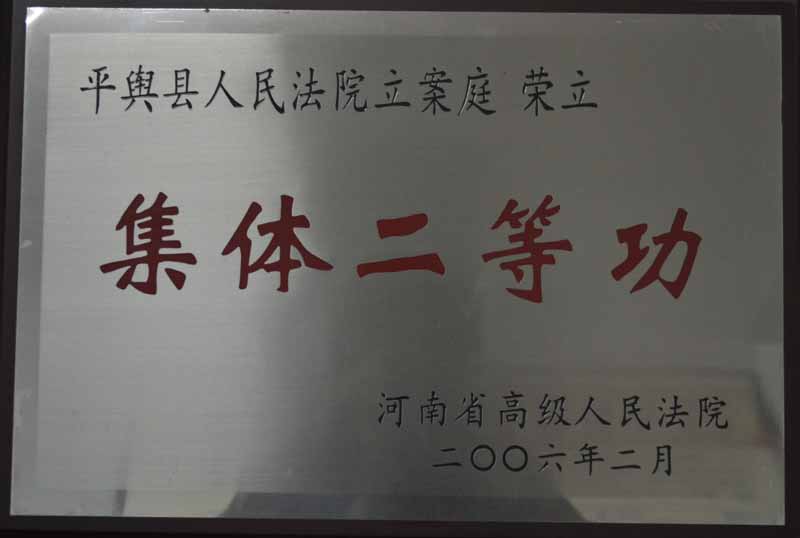 平舆县人民法院立案庭 荣立
集体二等功
河南省高级人民法院
二〇〇六年二月